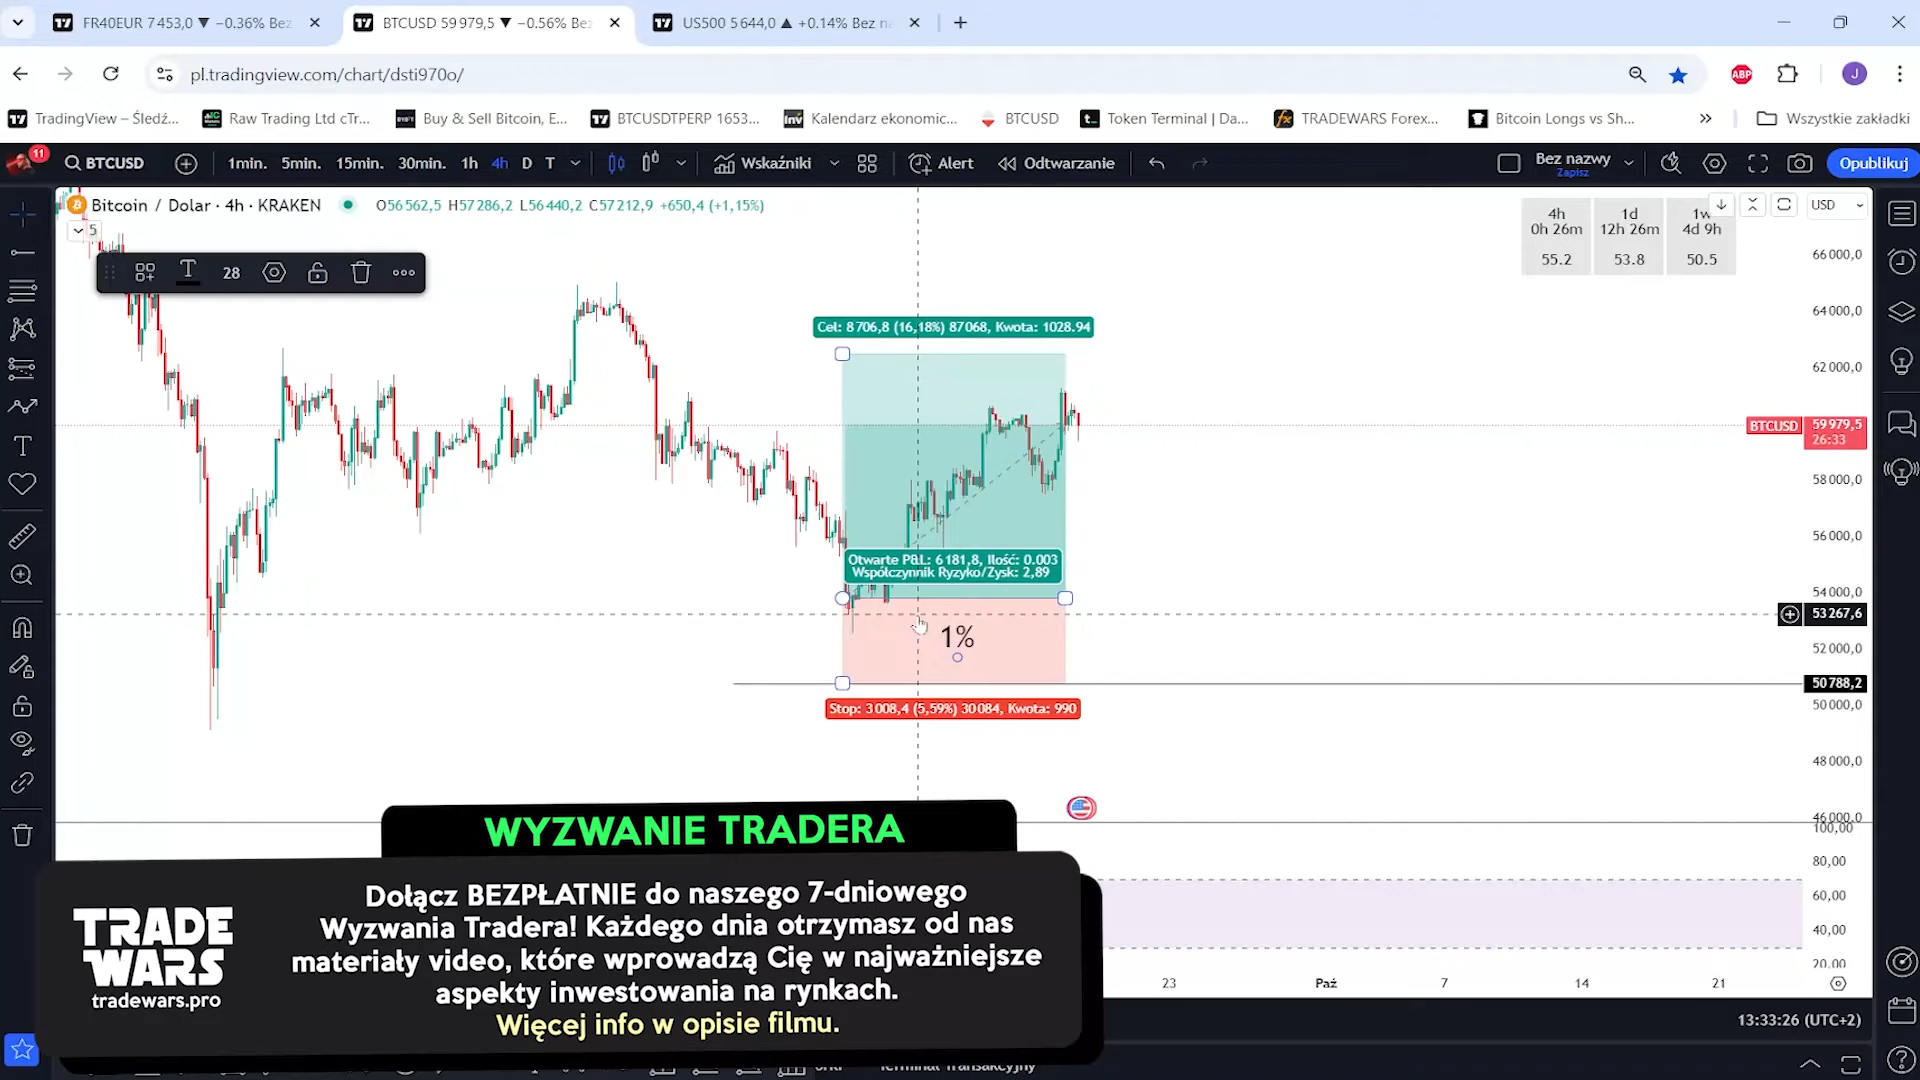 FR40EUR 7 453,0 ▼ −0.36% Bez
BTCUSD 59 979,5 ▼ −0.56% Bez
US500 5 644,0 ▲ +0.14% Bez n
pl.tradingview.com/chart/dsti970o/
ABP
J
TradingView – Śledź...
Raw Trading Ltd cTr...
Buy & Sell Bitcoin, E...
BTCUSDTPERP 1653...
Kalendarz ekonomic...
BTCUSD
Token Terminal | Da...
TRADEWARS Forex...
Bitcoin Longs vs Sh...
Wszystkie zakładki
11
BTCUSD
1min.
5min.
15min.
30min.
1h
4h
D
T
Wskaźniki
Alert
Odtwarzanie
Bez nazwy
Zapisz
Opublikuj
Bitcoin / Dolar · 4h · KRAKEN
O56 562,5 H57 286,2 L56 440,2 C57 212,9 +650,4 (+1,15%)
5
28
4h
0h 26m
55.2
1d
12h 26m
53.8
1w
4d 9h
50.5
USD
66 000,0
64 000,0
62 000,0
BTCUSD
59 979,5
26:33
58 000,0
56 000,0
54 000,0
53 267,6
52 000,0
50 788,2
50 000,0
48 000,0
46 000,0
100,00
80,00
60,00
40,00
20,00
Cel: 8 706,8 (16,18%) 87 068, Kwota: 1028.94
Otwarte P&L: 6 181,8, Ilość: 0.003
Współczynnik Ryzyko/Zysk: 2,89
1%
Stop: 3 008,4 (5,59%) 30 084, Kwota: 990
WYZWANIE TRADERA
TRADE
WARS
tradewars.pro
Dołącz BEZPŁATNIE do naszego 7-dniowego
Wyzwania Tradera! Każdego dnia otrzymasz od nas
materiały video, które wprowadzą Cię w najważniejsze
aspekty inwestowania na rynkach.
Więcej info w opisie filmu.
23
Paź
7
14
21
13:33:26 (UTC+2)